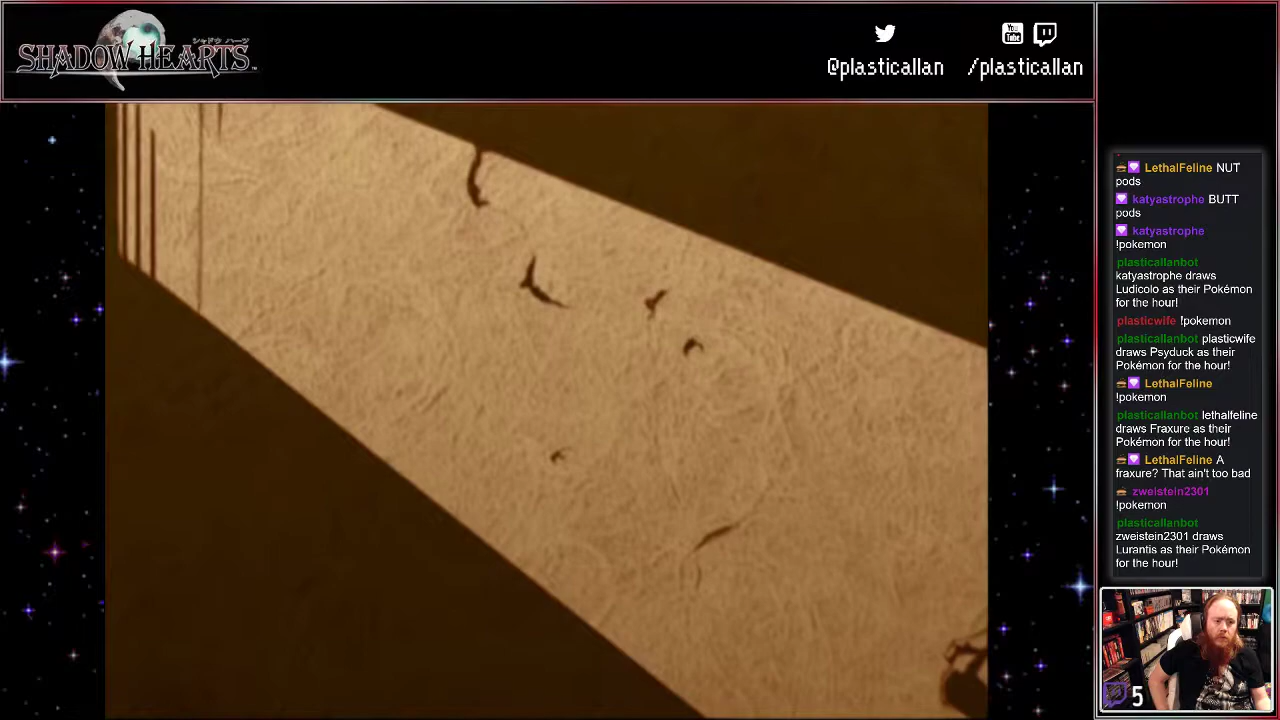 シャドウ ハーツ
SHADOW HEARTS™
@plasticallan
/plasticallan
LethalFeline NUT
pods
katyastrophe BUTT
pods
katyastrophe
!pokemon
plasticallanbot
katyastrophe draws
Ludicolo as their Pokémon
for the hour!
plasticwife !pokemon
plasticallanbot plasticwife
draws Psyduck as their
Pokémon for the hour!
LethalFeline
!pokemon
plasticallanbot lethalfeline
draws Fraxure as their
Pokémon for the hour!
LethalFeline A
fraxure? That ain't too bad
zweistein2301
!pokemon
plasticallanbot
zweistein2301 draws
Lurantis as their Pokémon
for the hour!
5